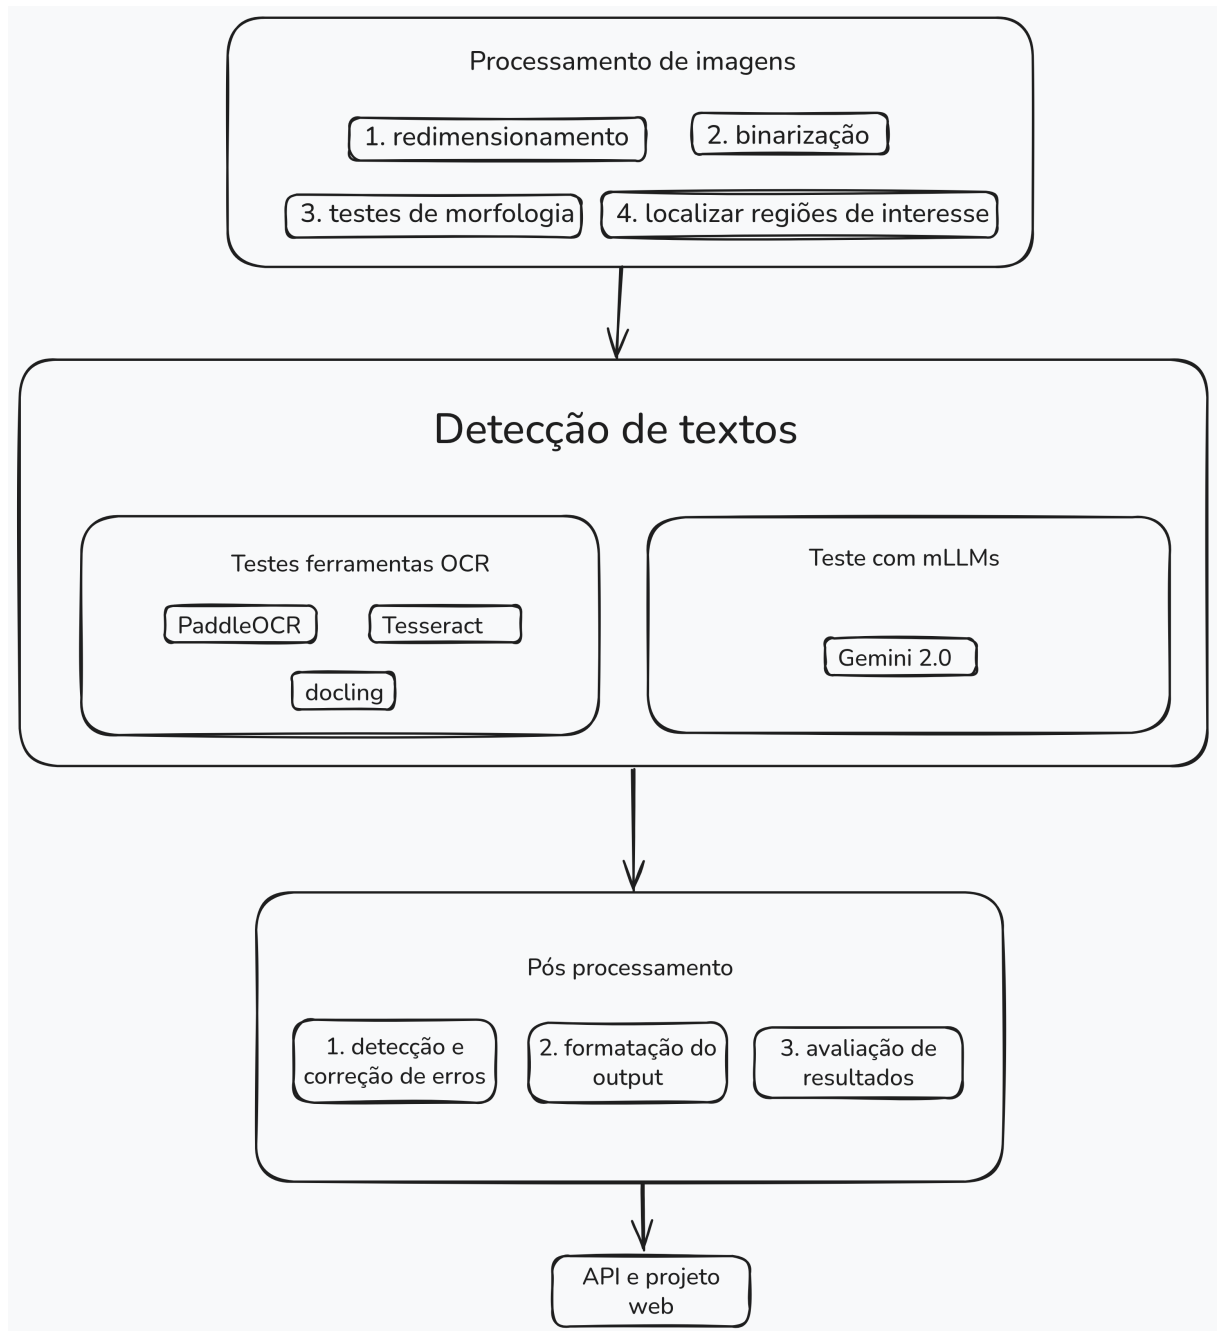 Processamento de imagens
1. redimensionamento
2. binarização
3. testes de morfologia
4. localizar regiões de interesse
Detecção de textos
Testes ferramentas OCR
PaddleOCR
Tesseract
docling
Teste com mLLMs
Gemini 2.0
Pós processamento
1. detecção e
correção de erros
2. formatação do
output
3. avaliação de
resultados
API e projeto
web